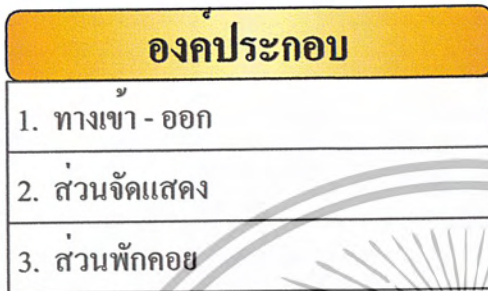 องค์ประกอบ
1. ทางเข้า - ออก
2. ส่วนจัดแสดง
3. ส่วนพักคอย